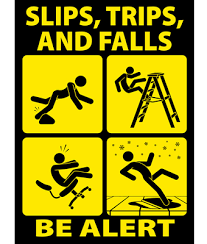 SLIPS, TRIPS,
AND FALLS
BE ALERT